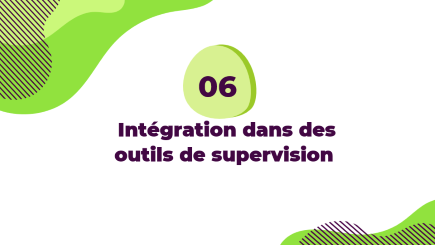 06
Intégration dans des
outils de supervision